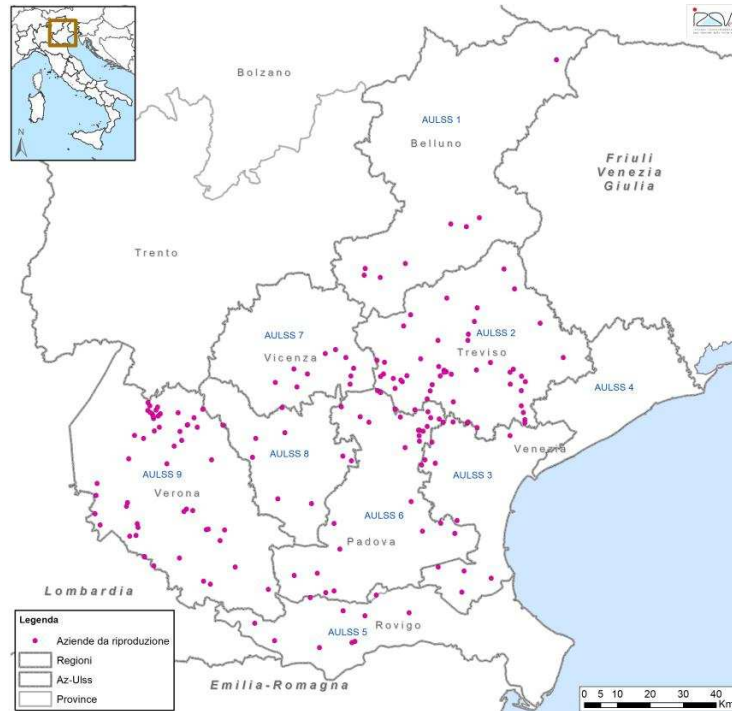 N
Bolzano
AULSS 1
Belluno
Friuli
Venezia
Giulia
Trento
AULSS 7
Vicenza
AULSS 2
Treviso
AULSS 4
Venezia
AULSS 8
AULSS 3
AULSS 9
Verona
AULSS 6
Padova
Lombardia
AULSS 5
Rovigo
Emilia-Romagna
Legenda
Aziende da riproduzione
Regioni
Az-Ulss
Province
0 5 10 20 30 40
Km